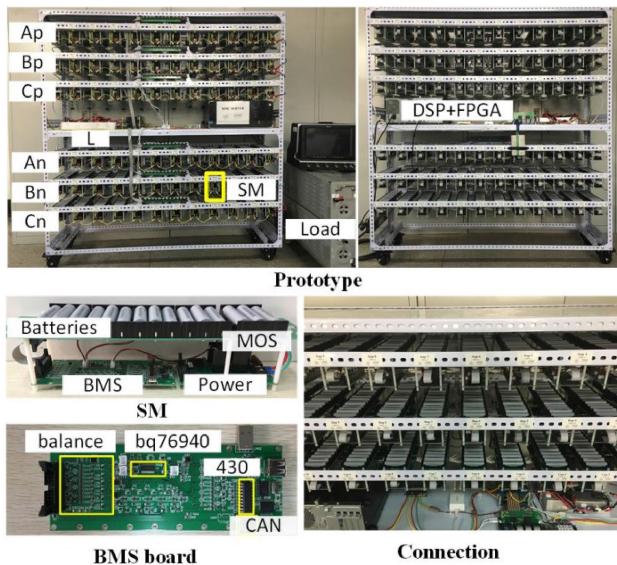 Ap
Bp
Cp
L
DSP+FPGA
An
Bn
SM
Cn
Load
Prototype
Batteries
MOS
BMS
Power
SM
balance
bq76940
430
CAN
BMS board
Connection